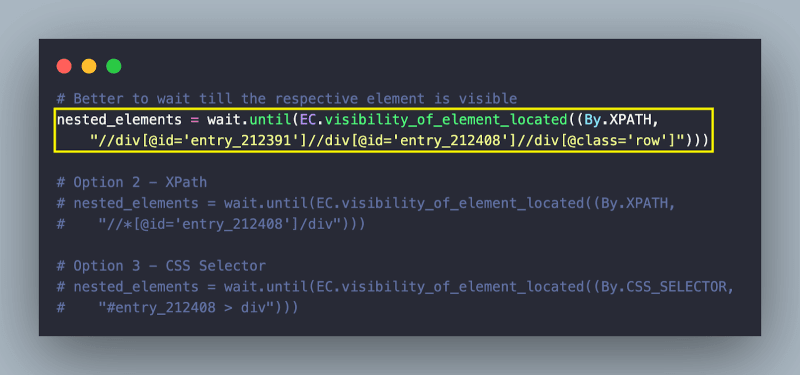 # Better to wait till the respective element is visible
nested_elements = wait.until(EC.visibility_of_element_located((By.XPATH,
    "//div[@id='entry_212391']//div[@id='entry_212408']//div[@class='row']")))
# Option 2 - XPath
# nested_elements = wait.until(EC.visibility_of_element_located((By.XPATH,
#    "//*[@id='entry_212408']/div")))
# Option 3 - CSS Selector
# nested_elements = wait.until(EC.visibility_of_element_located((By.CSS_SELECTOR,
#    "#entry_212408 > div")))